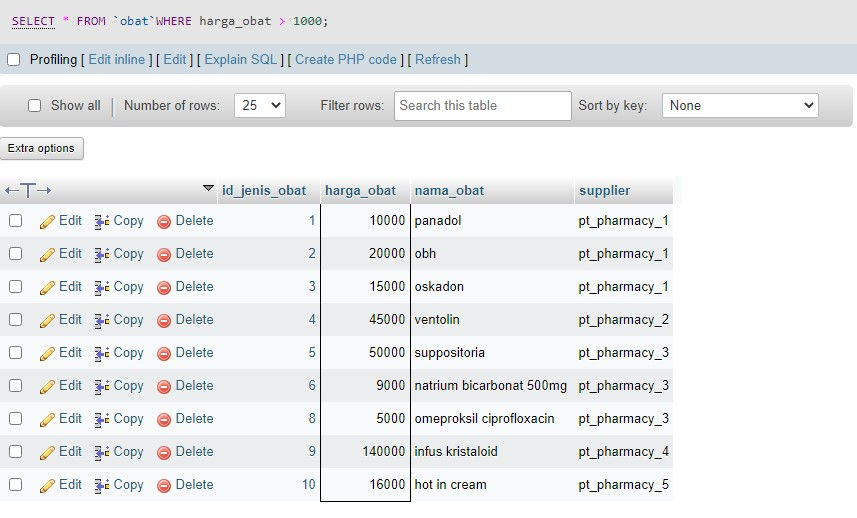 SELECT * FROM `obat`WHERE harga_obat > 1000;
Profiling [ Edit inline ] [ Edit ] [ Explain SQL ] [ Create PHP code ] [ Refresh ]
Show all Number of rows: 25 Filter rows: Search this table Sort by key: None
Extra options
←T→ id_jenis_obat harga_obat nama_obat supplier
Edit Copy Delete 1 10000 panadol pt_pharmacy_1
Edit Copy Delete 2 20000 obh pt_pharmacy_1
Edit Copy Delete 3 15000 oskadon pt_pharmacy_1
Edit Copy Delete 4 45000 ventolin pt_pharmacy_2
Edit Copy Delete 5 50000 suppositoria pt_pharmacy_3
Edit Copy Delete 6 9000 natrium bicarbonat 500mg pt_pharmacy_3
Edit Copy Delete 8 5000 omeproksil ciprofloxacin pt_pharmacy_3
Edit Copy Delete 9 140000 infus kristaloid pt_pharmacy_4
Edit Copy Delete 10 16000 hot in cream pt_pharmacy_5